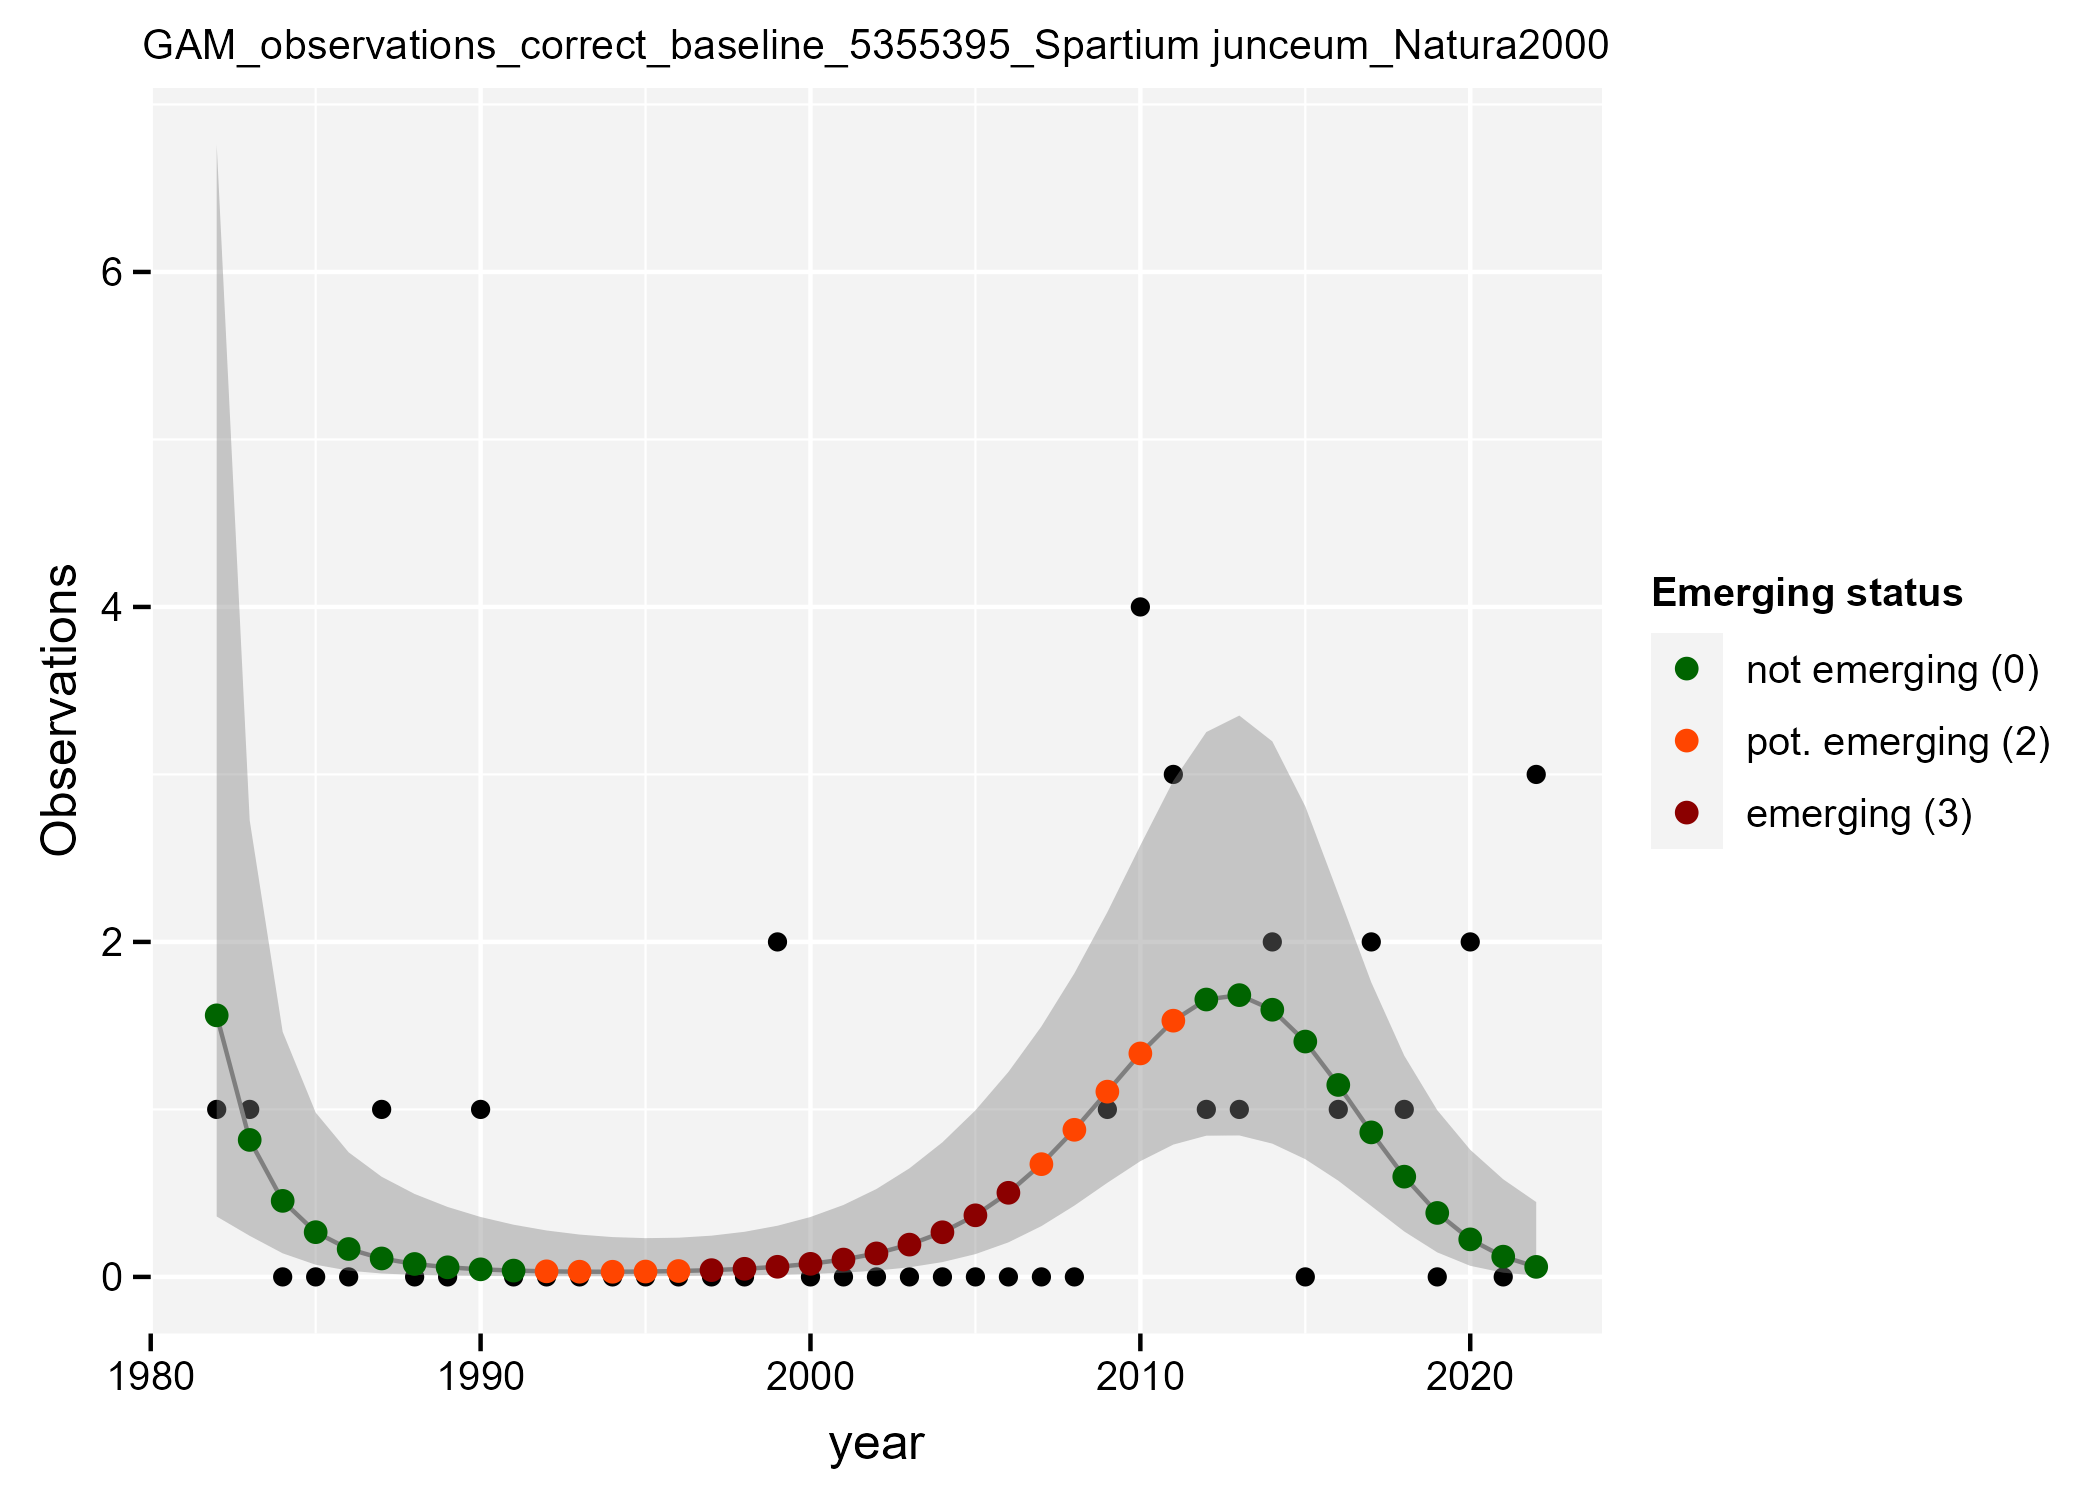 GAM_observations_correct_baseline_5355395_Spartium junceum_Natura2000
Observations
6
4
2
0
1980
1990
2000
2010
2020
year
Emerging status
not emerging (0)
pot. emerging (2)
emerging (3)